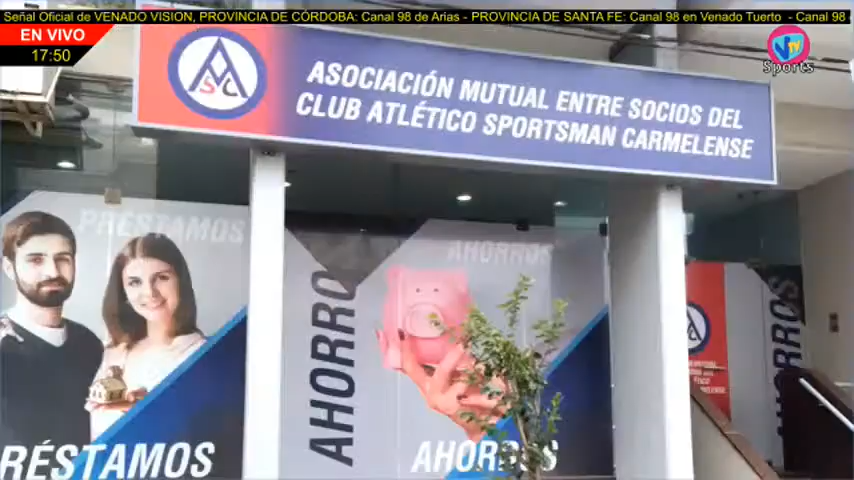 Señal Oficial de VENADO VISION, PROVINCIA DE CÓRDOBA: Canal 98 de Arias - PROVINCIA DE SANTA FE: Canal 98 en Venado Tuerto - Canal 98
EN VIVO
17:50
VTV
Sports
ASOCIACIÓN MUTUAL ENTRE SOCIOS DEL
CLUB ATLÉTICO SPORTSMAN CARMELENSE
PRÉSTAMOS
AHORROS
AHORRO
AHORROS
RÉSTAMOS
AHORROS